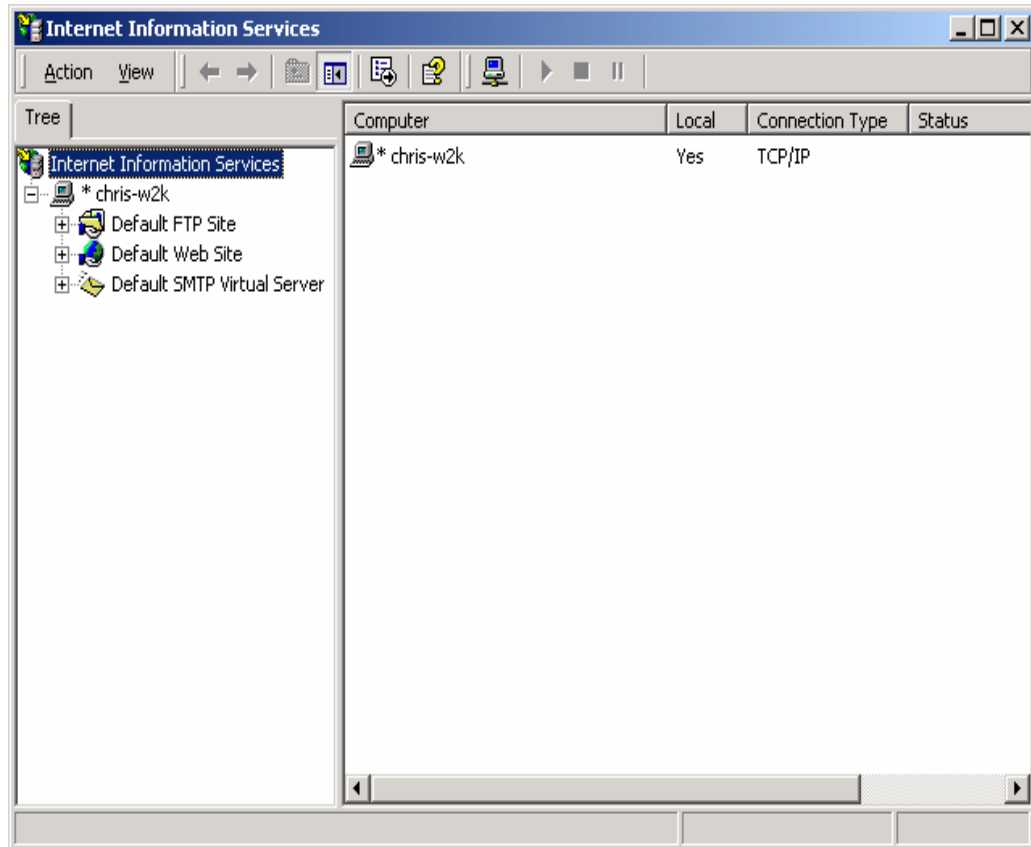 Internet Information Services
Action View
Tree
Computer Local Connection Type Status
Internet Information Services
* chris-w2k
Default FTP Site
Default Web Site
Default SMTP Virtual Server
* chris-w2k Yes TCP/IP